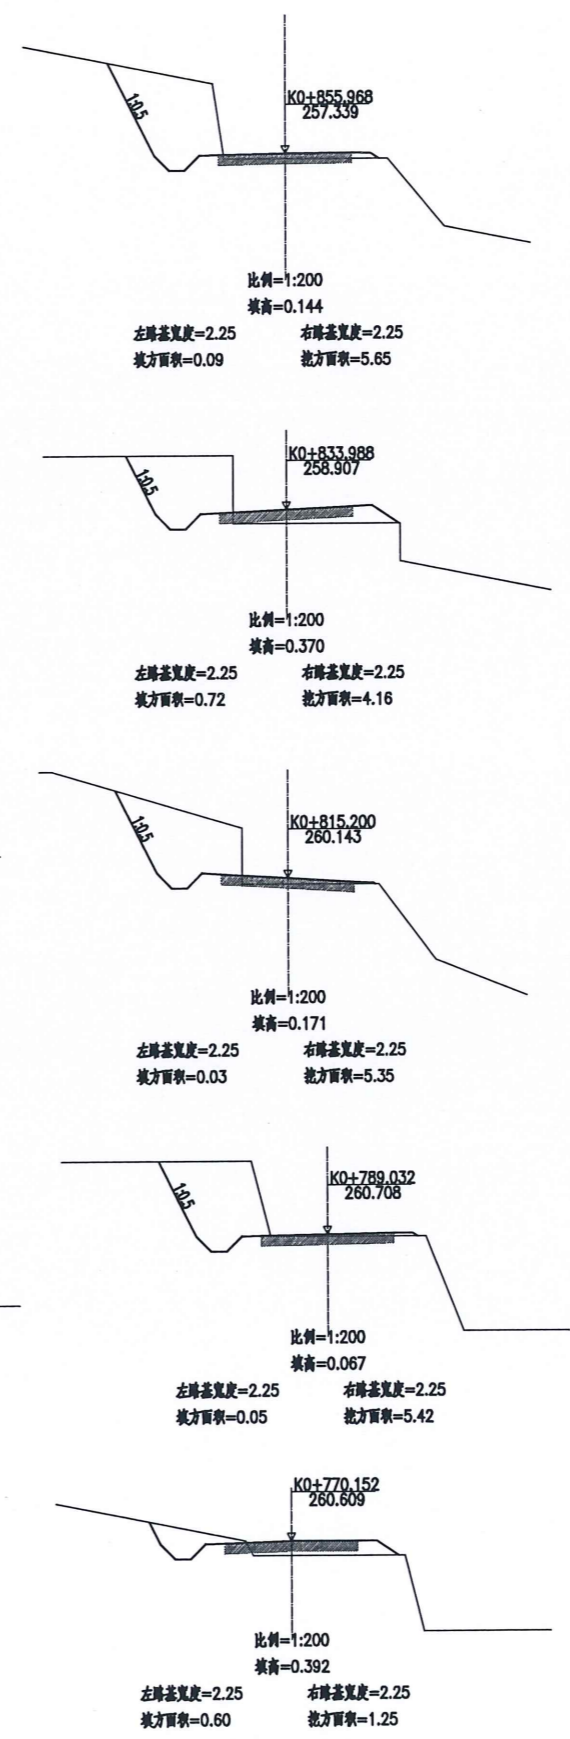 K0+855.968
257.339
1:0.5
比例=1:200
填高=0.144
左路基宽度=2.25 右路基宽度=2.25
填方面积=0.09 挖方面积=5.65
K0+833.988
258.907
1:0.5
比例=1:200
填高=0.370
左路基宽度=2.25 右路基宽度=2.25
填方面积=0.72 挖方面积=4.16
K0+815.200
260.143
1:0.5
比例=1:200
填高=0.171
左路基宽度=2.25 右路基宽度=2.25
填方面积=0.03 挖方面积=5.35
K0+789.032
260.708
1:0.5
比例=1:200
填高=0.067
左路基宽度=2.25 右路基宽度=2.25
填方面积=0.05 挖方面积=5.42
K0+770.152
260.609
比例=1:200
填高=0.392
左路基宽度=2.25 右路基宽度=2.25
填方面积=0.60 挖方面积=1.25